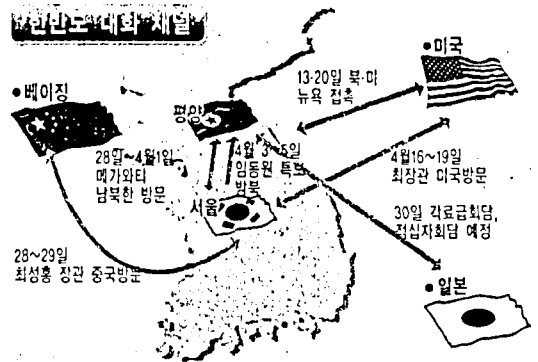 한반도 대화 채널
●미국
●베이징
평양
13·20일 북·미
뉴욕 접촉
28일~4월1일
메가와티
남북한 방문
4월 3~5일
임동원 특보
방북
4월16~19일
최장관 미국방문
서울
30일 각료급회담,
적십자회담 예정
28~29일
최성홍 장관 중국방문
●일본